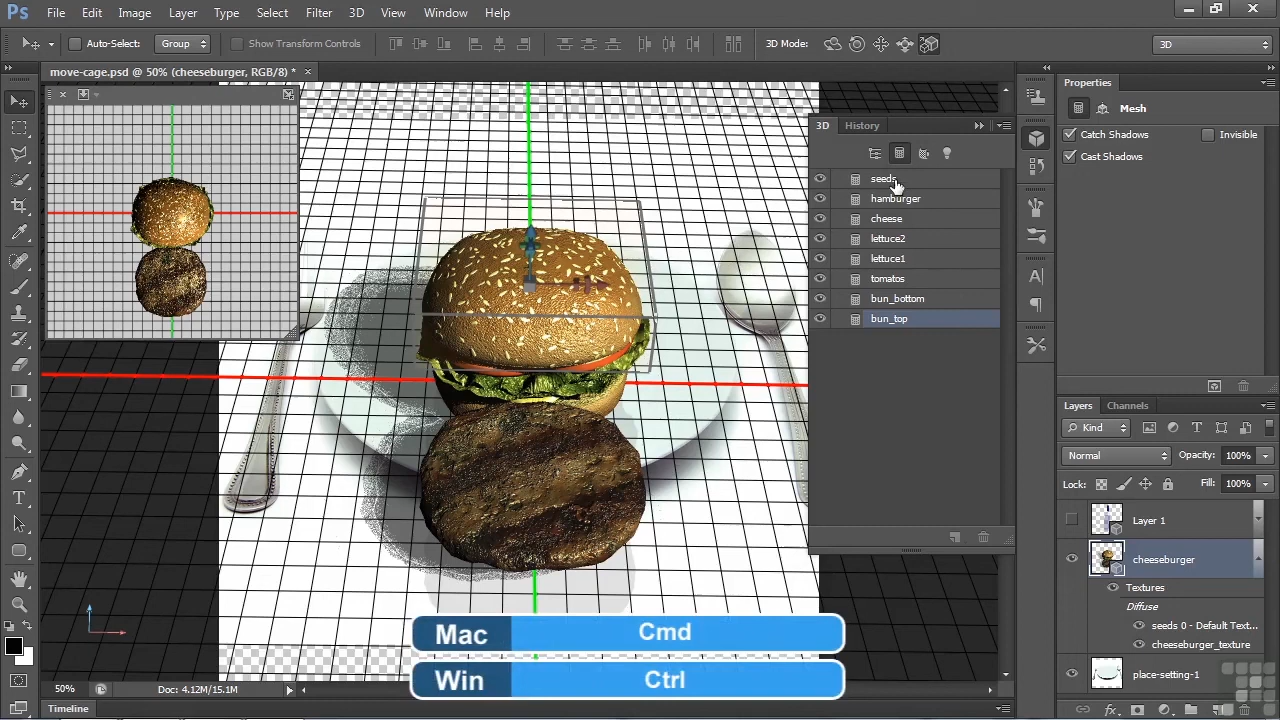 Ps File Edit Image Layer Type Select Filter 3D View Window Help
Auto-Select: Group Show Transform Controls 3D Mode: 3D
move-cage.psd @ 50% (cheeseburger, RGB/8) * ×
Properties
Mesh
Catch Shadows Invisible
Cast Shadows
3D History
seeds
hamburger
cheese
lettuce2
lettuce1
tomatos
bun_bottom
bun_top
Layers Channels
Kind
Normal Opacity: 100%
Lock: Fill: 100%
Layer 1
cheeseburger
Textures
Diffuse
seeds 0 - Default Text...
place-setting-1
Mac Cmd
Win Ctrl
50% Doc: 4.12M/15.1M
Timeline